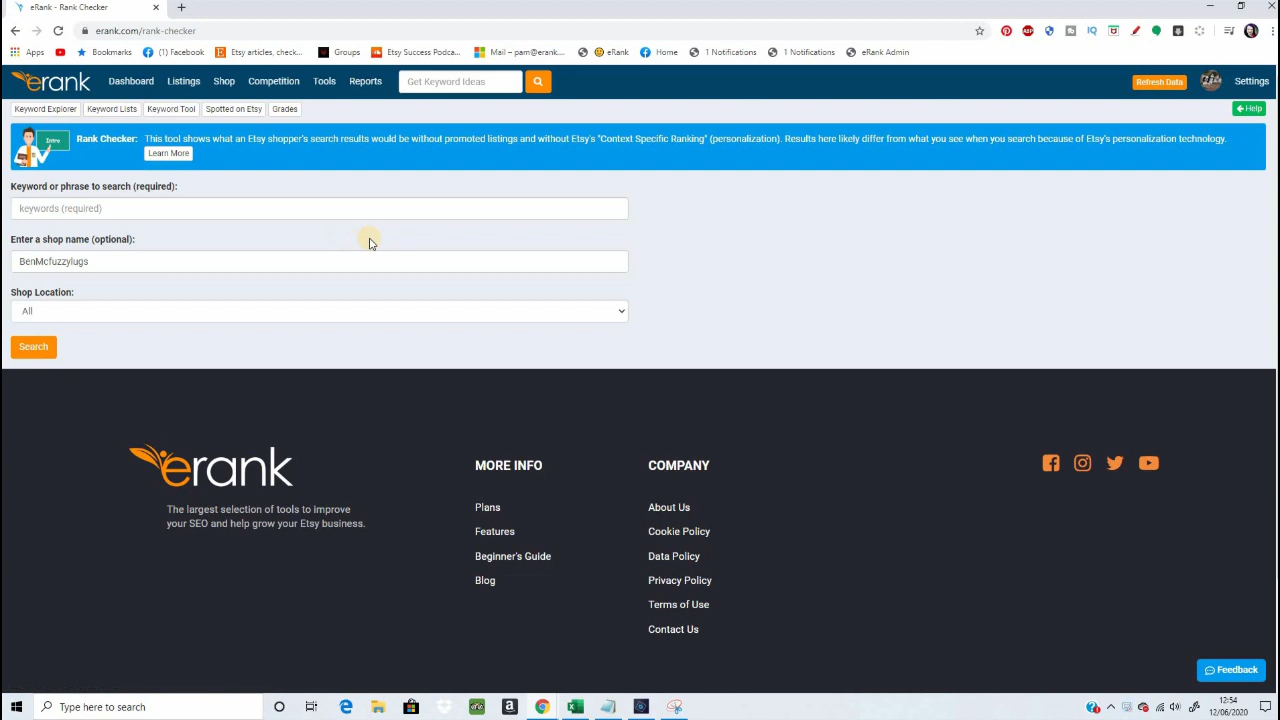 eRank - Rank Checker
erank.com/rank-checker
Apps
Bookmarks
(1) Facebook
Etsy articles, check...
Groups
Etsy Success Podca...
Mail – pam@erank....
eRank
Home
1 Notifications
1 Notifications
eRank Admin
erank
Dashboard
Listings
Shop
Competition
Tools
Reports
Get Keyword Ideas
Refresh Data
Settings
Keyword Explorer
Keyword Lists
Keyword Tool
Spotted on Etsy
Grades
Help
Intro
Rank Checker: This tool shows what an Etsy shopper's search results would be without promoted listings and without Etsy's "Context Specific Ranking" (personalization). Results here likely differ from what you see when you search because of Etsy's personalization technology.
Learn More
Keyword or phrase to search (required):
keywords (required)
Enter a shop name (optional):
BenMcfuzzylugs
Shop Location:
All
Search
erank
The largest selection of tools to improve
your SEO and help grow your Etsy business.
MORE INFO
Plans
Features
Beginner's Guide
Blog
COMPANY
About Us
Cookie Policy
Data Policy
Privacy Policy
Terms of Use
Contact Us
Feedback
Type here to search
12:54
12/06/2020